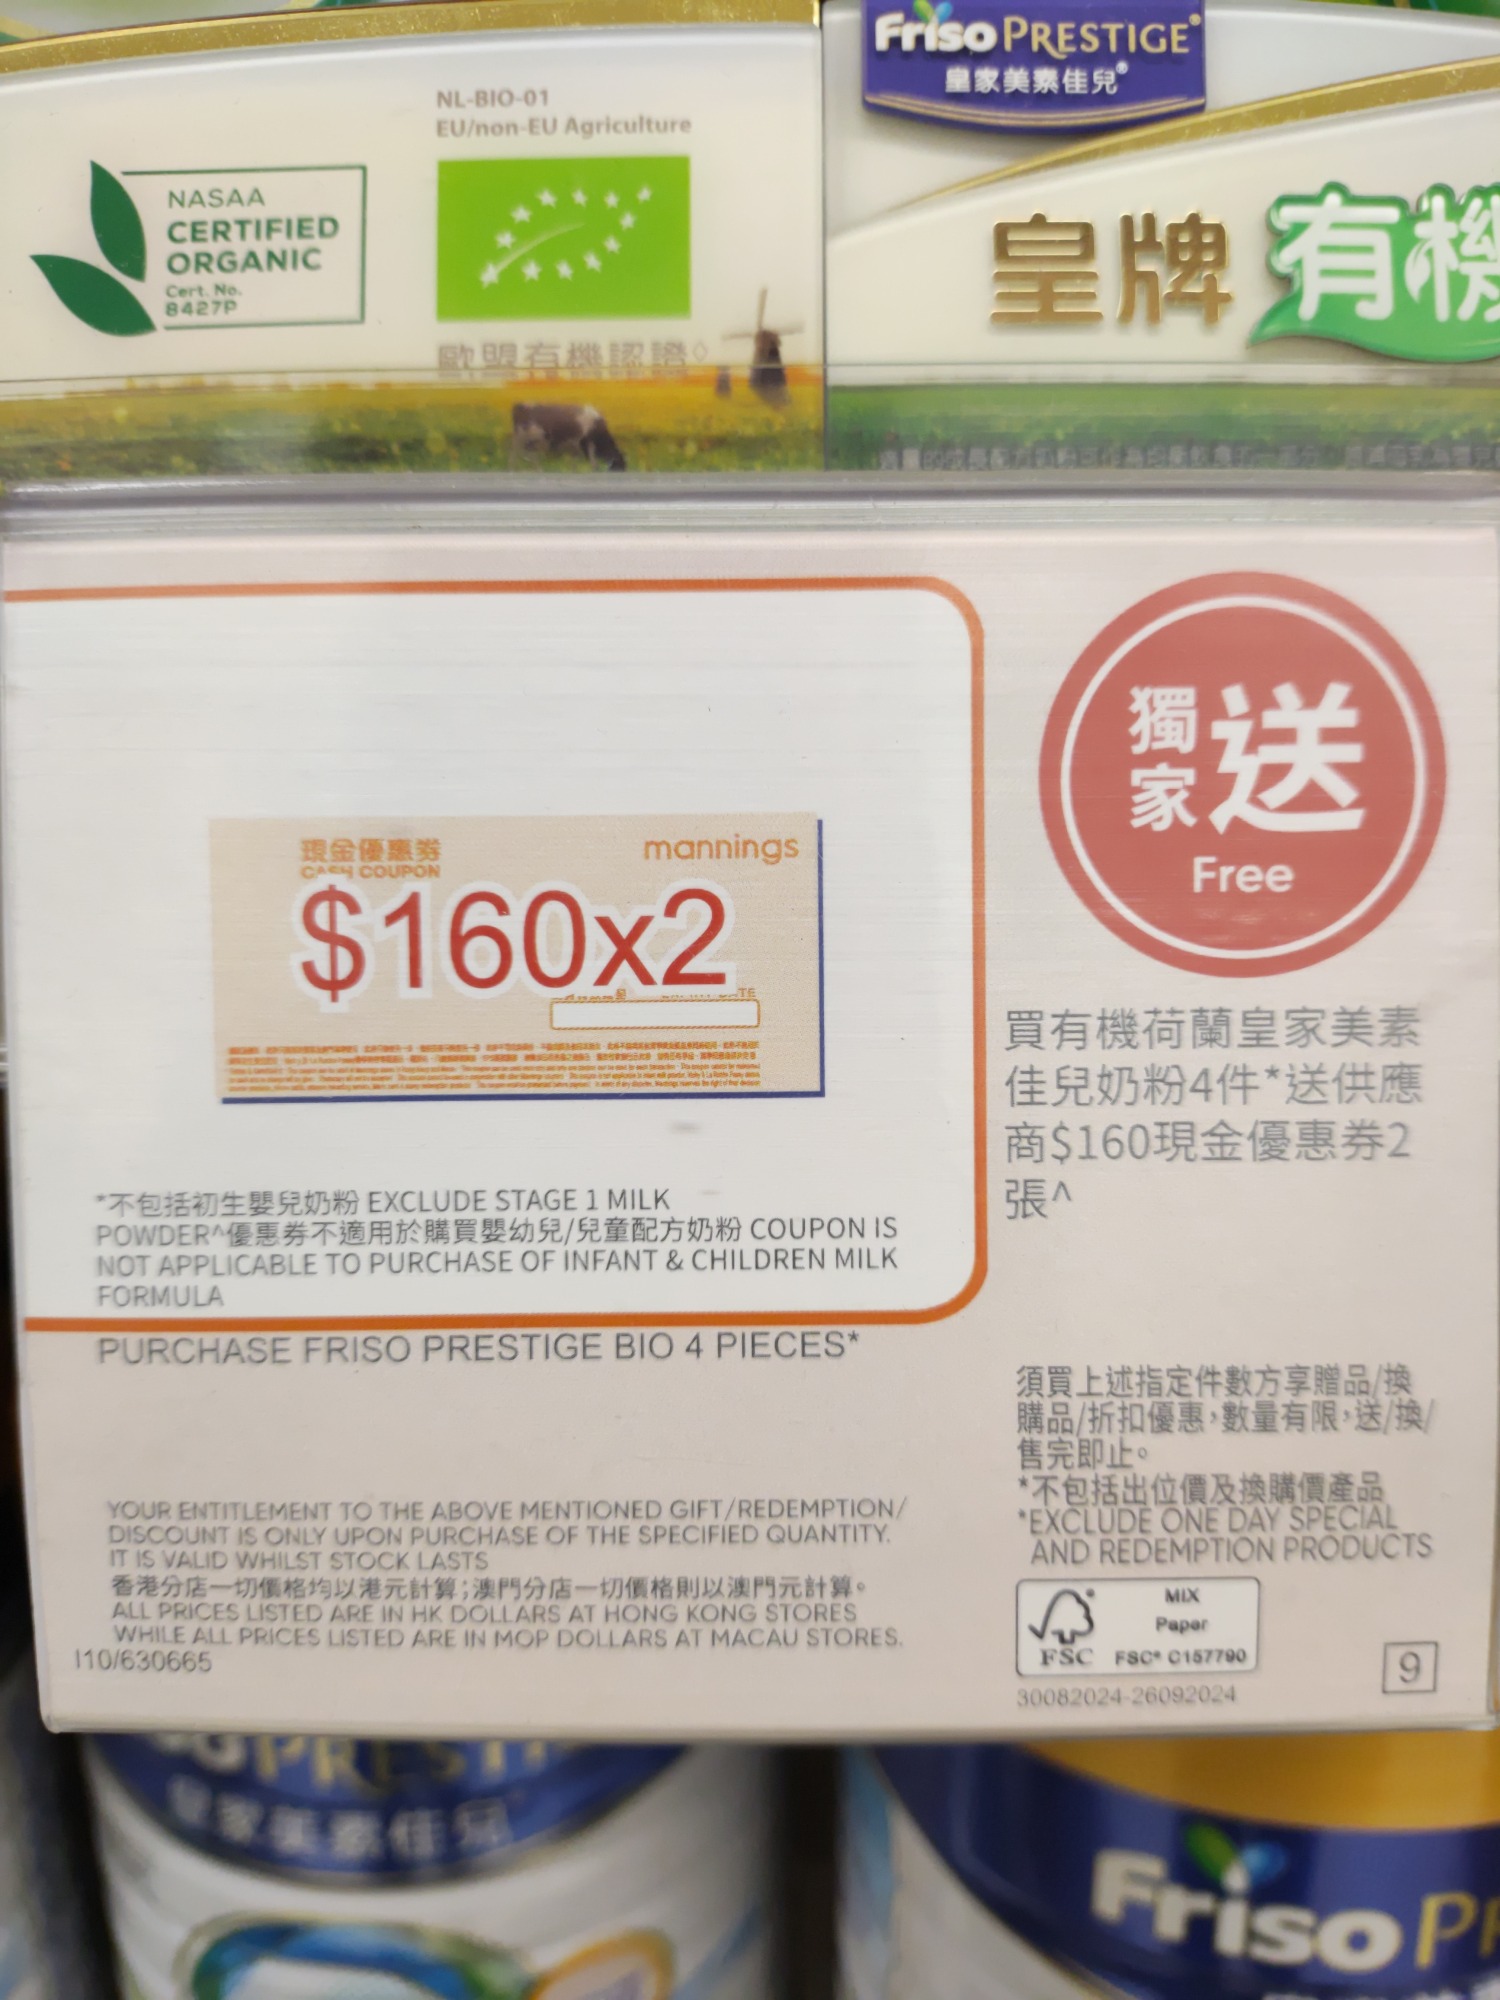 Friso PRESTIGE®
皇家美素佳兒®
NL-BIO-01
EU/non-EU Agriculture
NASAA
CERTIFIED
ORGANIC
Cert. No.
8427P
歐盟有機認證◇
皇牌 有機
獨家送
Free
現金優惠券
CASH COUPON
mannings
$160x2
買有機荷蘭皇家美素
佳兒奶粉4件*送供應
商$160現金優惠券2
張^
*不包括初生嬰兒奶粉 EXCLUDE STAGE 1 MILK
POWDER^優惠券不適用於購買嬰幼兒/兒童配方奶粉 COUPON IS
NOT APPLICABLE TO PURCHASE OF INFANT & CHILDREN MILK
FORMULA
PURCHASE FRISO PRESTIGE BIO 4 PIECES*
須買上述指定件數方享贈品/換
購品/折扣優惠,數量有限,送/換/
售完即止。
*不包括出位價及換購價產品
*EXCLUDE ONE DAY SPECIAL
AND REDEMPTION PRODUCTS
YOUR ENTITLEMENT TO THE ABOVE MENTIONED GIFT/REDEMPTION/
DISCOUNT IS ONLY UPON PURCHASE OF THE SPECIFIED QUANTITY.
IT IS VALID WHILST STOCK LASTS
香港分店一切價格均以港元計算;澳門分店一切價格則以澳門元計算。
ALL PRICES LISTED ARE IN HK DOLLARS AT HONG KONG STORES
WHILE ALL PRICES LISTED ARE IN MOP DOLLARS AT MACAU STORES.
I10/630665
FSC
MIX
Paper
FSC® C157790
30082024-26092024
9
皇家美素佳兒
Friso